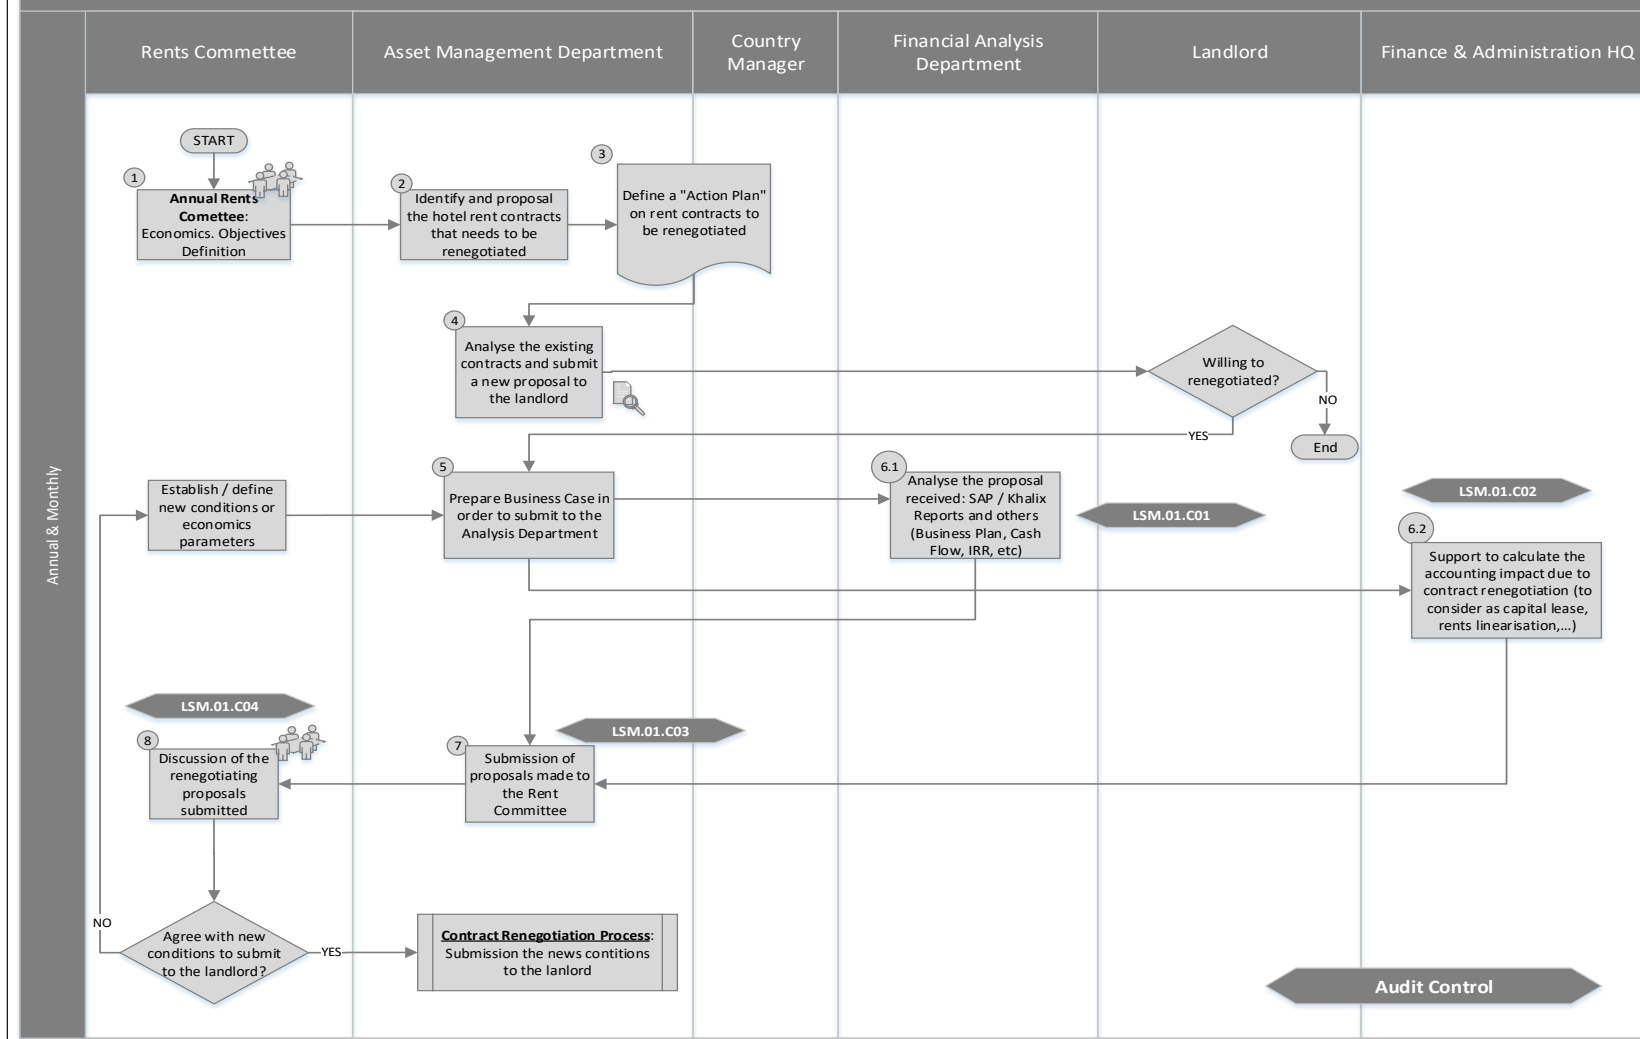 Rents Commettee
Asset Management Department
Country
Manager
Financial Analysis
Department
Landlord
Finance & Administration HQ
Annual & Monthly
START
1
Annual Rents
Comettee:
Economics. Objectives
Definition
2
Identify and proposal
the hotel rent contracts
that needs to be
renegotiated
3
Define a "Action Plan"
on rent contracts to
be renegotiated
4
Analyse the existing
contracts and submit
a new proposal to
the landlord
Willing to
renegotiated?
NO
End
YES
Establish / define
new conditions or
economics
parameters
5
Prepare Business Case in
order to submit to the
Analysis Department
6.1
Analyse the proposal
received: SAP / Khalix
Reports and others
(Business Plan, Cash
Flow, IRR, etc)
LSM.01.C01
LSM.01.C02
6.2
Support to calculate the
accounting impact due to
contract renegotiation (to
consider as capital lease,
rents linearisation,...)
LSM.01.C04
8
Discussion of the
renegotiating
proposals
submitted
LSM.01.C03
7
Submission of
proposals made to
the Rent
Committee
NO
Agree with new
conditions to submit
to the landlord?
YES
Contract Renegotiation Process:
Submission the news contitions
to the lanlord
Audit Control